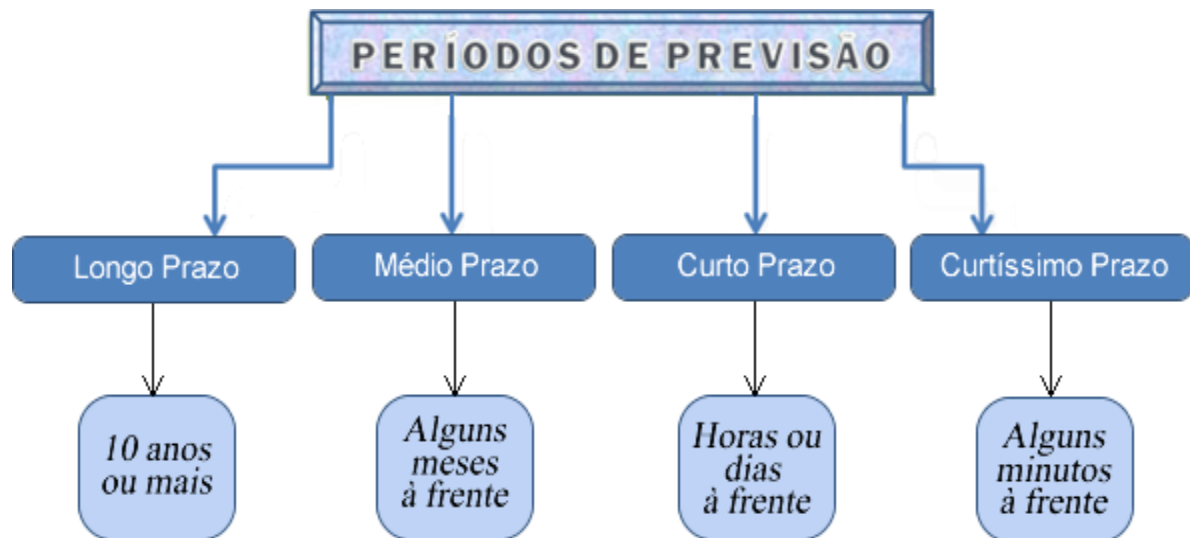 PERÍODOS DE PREVISÃO
Longo Prazo
Médio Prazo
Curto Prazo
Curtíssimo Prazo
10 anos
ou mais
Alguns
meses
à frente
Horas ou
dias
à frente
Alguns
minutos
à frente